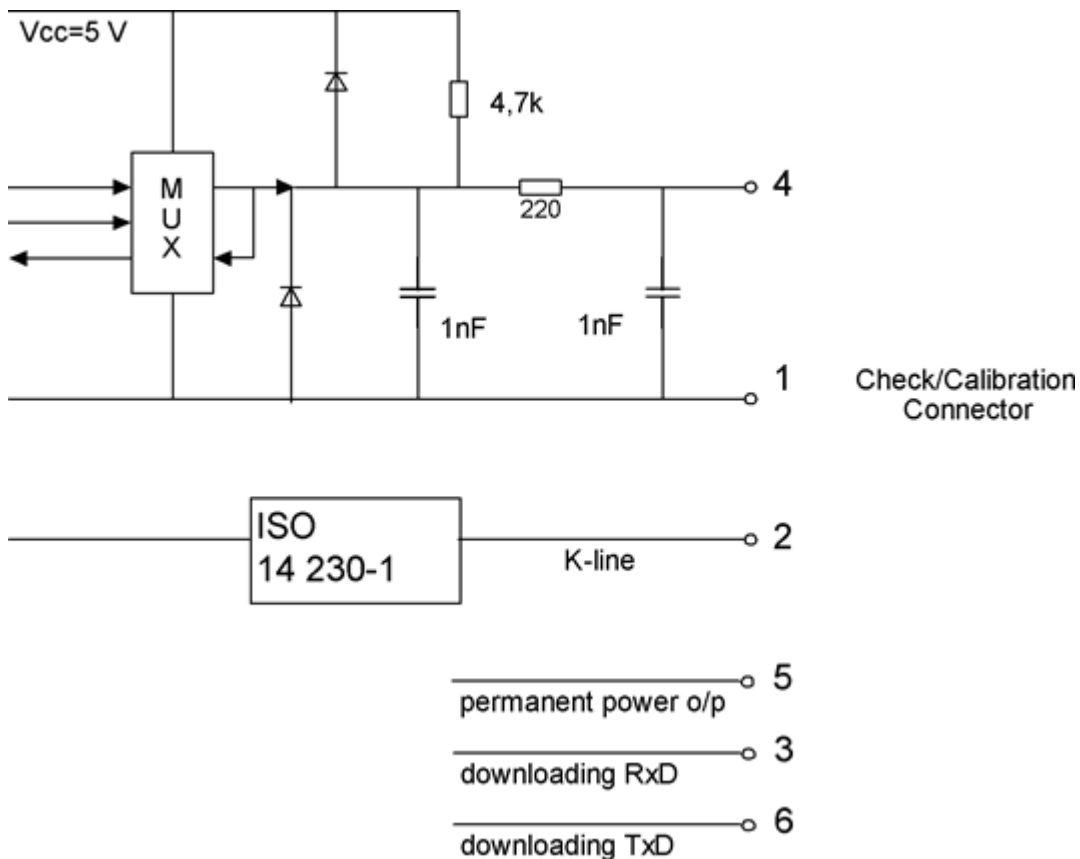 Vcc=5 V
4,7k
M
U
X
220
4
1nF
1nF
1
Check/Calibration
Connector
ISO
14 230-1
K-line
2
permanent power o/p
5
downloading RxD
3
downloading TxD
6